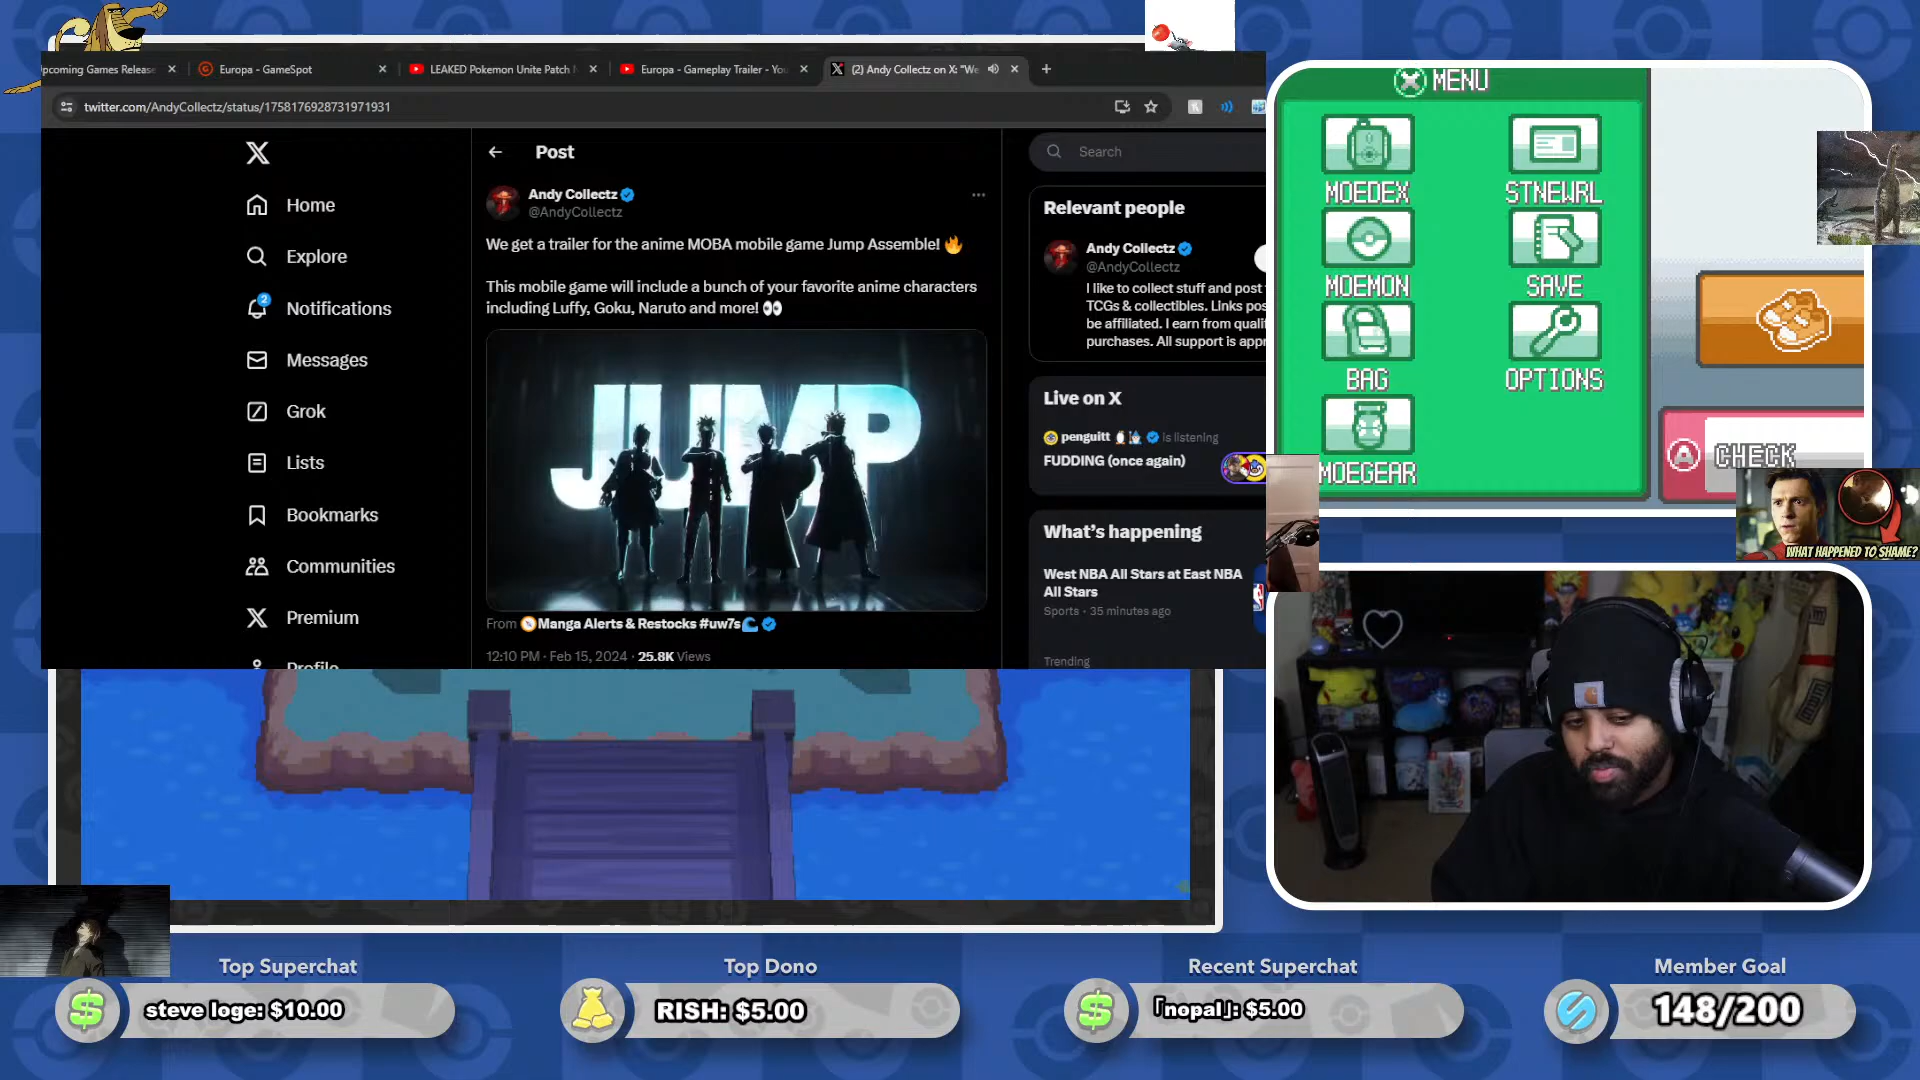 pcoming Games Release
Europa - GameSpot
LEAKED Pokemon Unite Patch
Europa - Gameplay Trailer - You
(2) Andy Collectz on X: "We
twitter.com/AndyCollectz/status/1758176928731971931
Home
Explore
2
Notifications
Messages
Grok
Lists
Bookmarks
Communities
Premium
Profile
Post
Andy Collectz
@AndyCollectz
We get a trailer for the anime MOBA mobile game Jump Assemble! 🔥
This mobile game will include a bunch of your favorite anime characters
including Luffy, Goku, Naruto and more! 👀
JUMP
From Manga Alerts & Restocks #uw7s🌊
12:10 PM · Feb 15, 2024 · 25.8K Views
Search
Relevant people
Andy Collectz
@AndyCollectz
I like to collect stuff and post
TCGs & collectibles. Links pos
be affiliated. I earn from qualif
purchases. All support is appr
Live on X
penguitt is listening
FUDDING (once again)
What's happening
West NBA All Stars at East NBA
All Stars
Sports · 35 minutes ago
Trending
MENU
MOEDEX
STNEWRL
MOEMON
SAVE
BAG
OPTIONS
MOEGEAR
A CHECK
WHAT HAPPENED TO SHAME?
Top Superchat
steve loge: $10.00
Top Dono
RISH: $5.00
Recent Superchat
「nopal」: $5.00
Member Goal
148/200